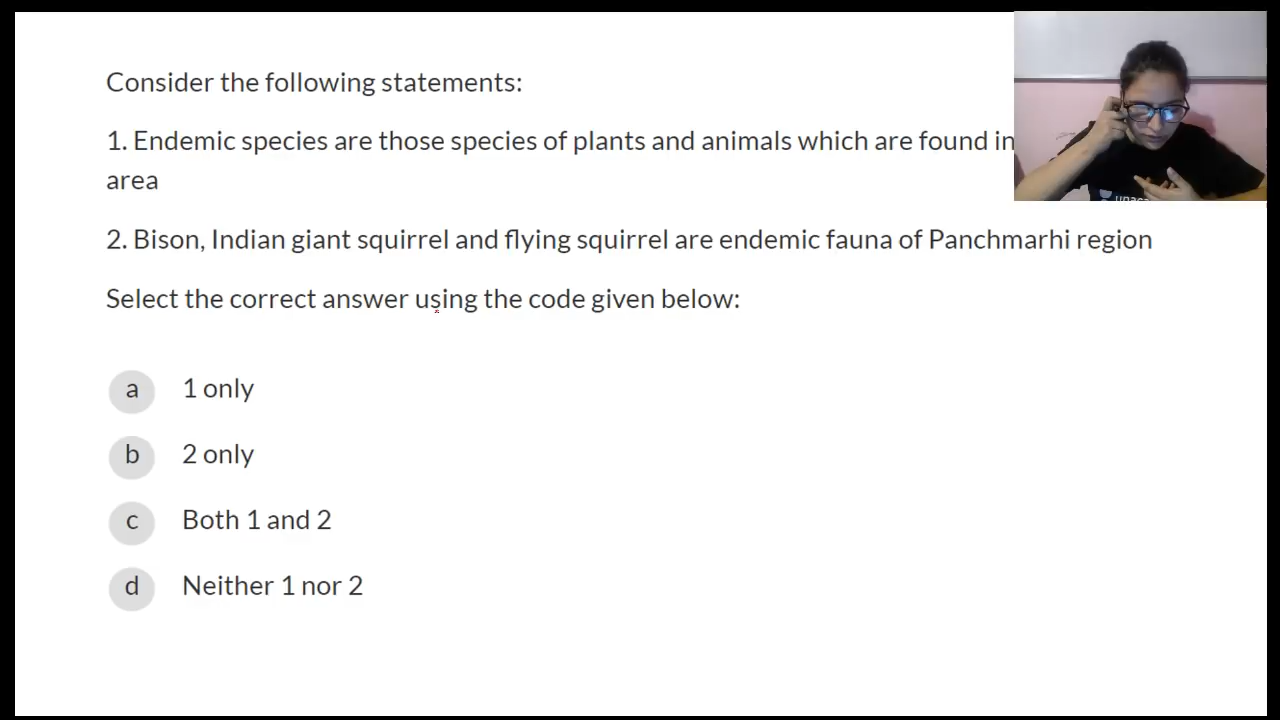 Consider the following statements:
1. Endemic species are those species of plants and animals which are found in
area
2. Bison, Indian giant squirrel and flying squirrel are endemic fauna of Panchmarhi region
Select the correct answer using the code given below:
a 1 only
b 2 only
c Both 1 and 2
d Neither 1 nor 2